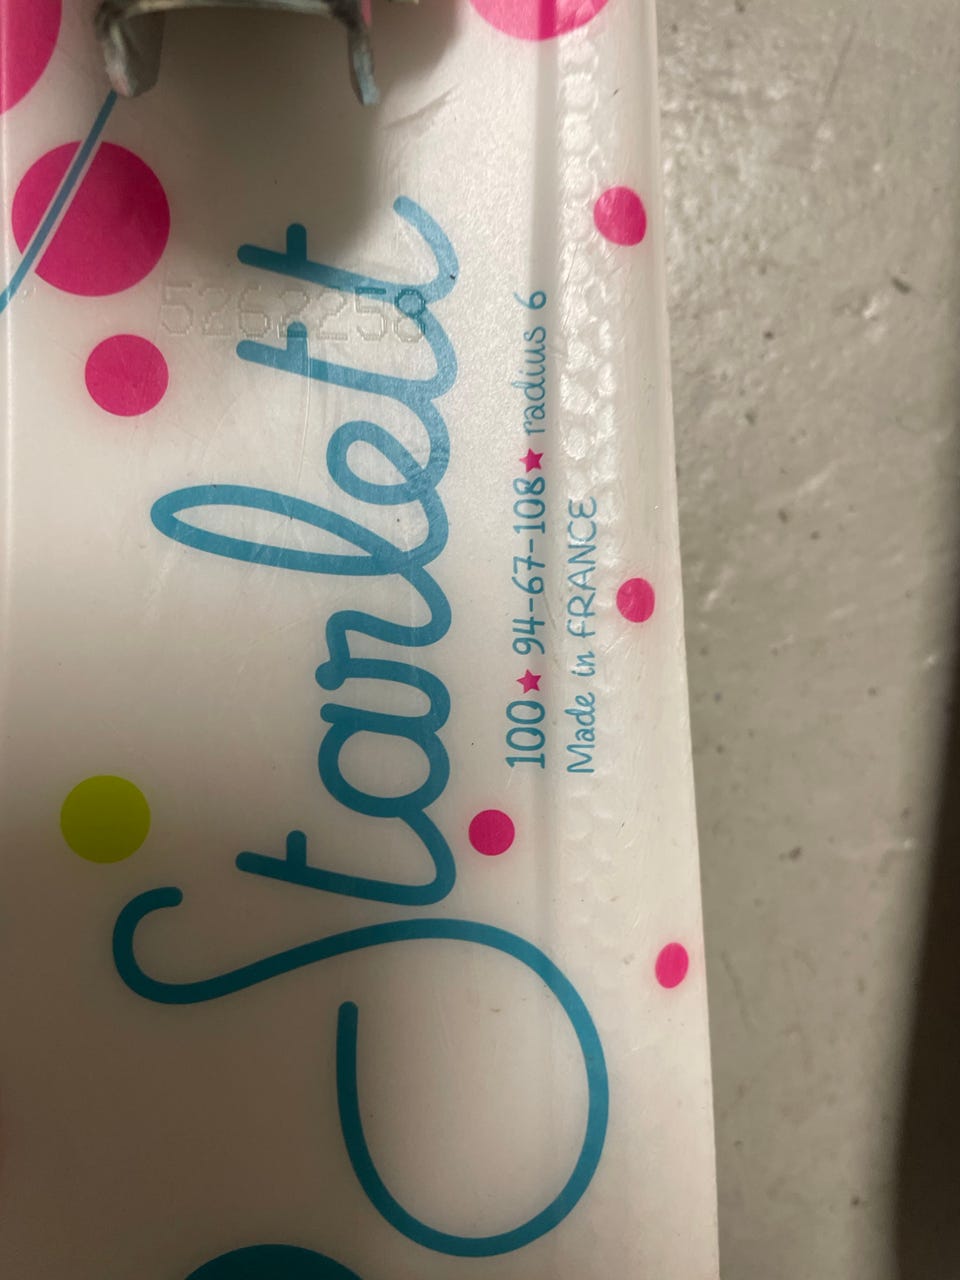 Starlett
100★94-67-108★radius 6
Made in FRANCE
5262258